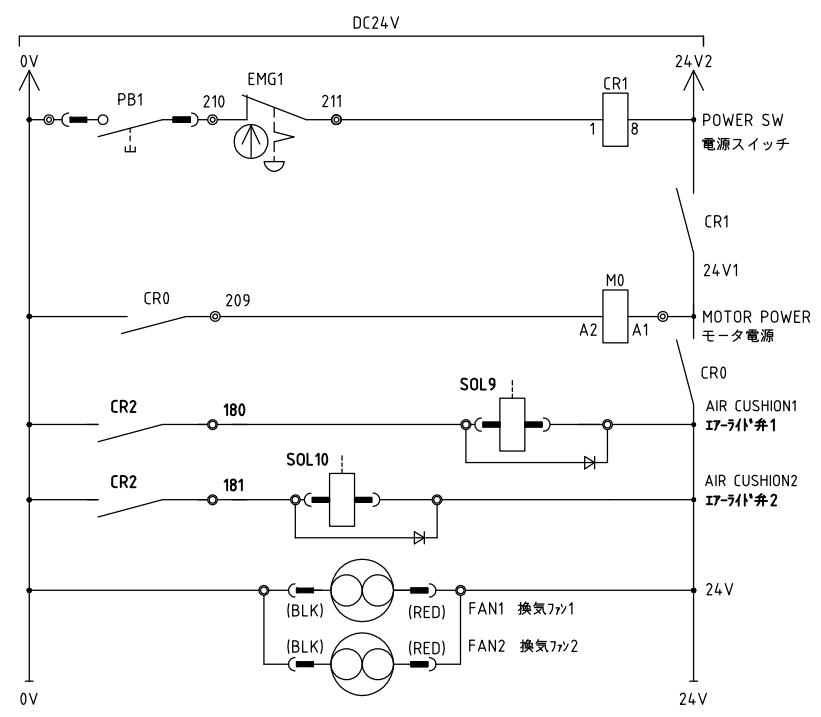 DC24V
0V
24V2
PB1
210
EMG1
211
CR1
1
8
POWER SW
電源スイッチ
CR1
24V1
CR0
209
M0
A2
A1
MOTOR POWER
モータ電源
CR0
SOL9
CR2
180
AIR CUSHION1
エアーライド弁1
SOL10
CR2
181
AIR CUSHION2
エアーライド弁2
24V
(BLK)
(RED)
FAN1 換気ファン1
(BLK)
(RED)
FAN2 換気ファン2
0V
24V